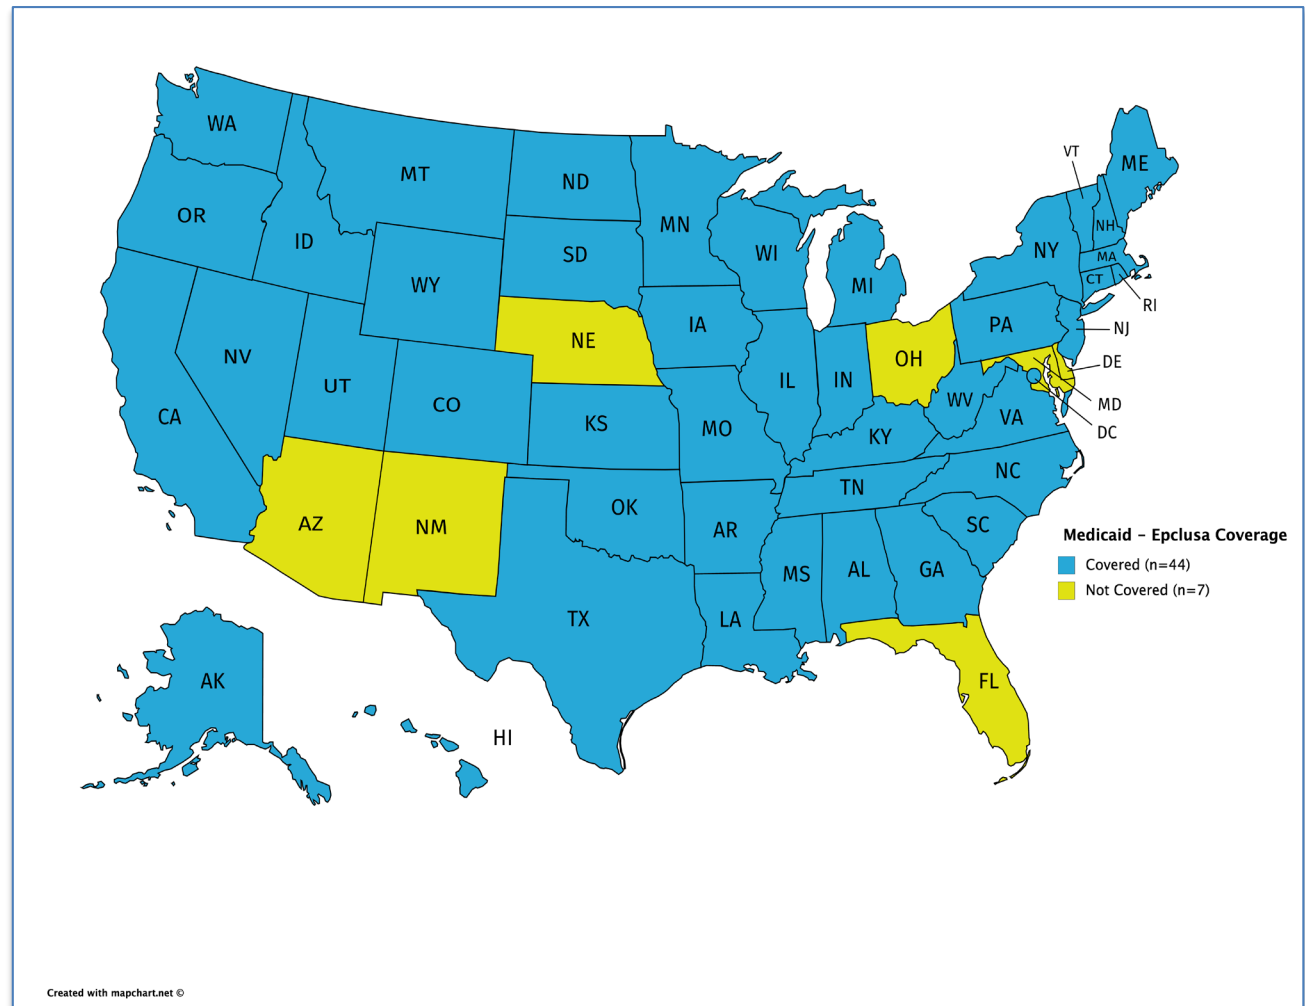 WA
MT
ND
MN
VT
ME
OR
ID
SD
WI
NY
NH
MA
WY
MI
CT
RI
NE
IA
PA
NJ
NV
UT
OH
DE
CO
IL
IN
WV
MD
CA
KS
MO
VA
DC
KY
NC
TN
AZ
NM
OK
AR
SC
Medicaid – Epclusa Coverage
Covered (n=44)
Not Covered (n=7)
MS
AL
GA
TX
LA
AK
FL
HI
Created with mapchart.net ©